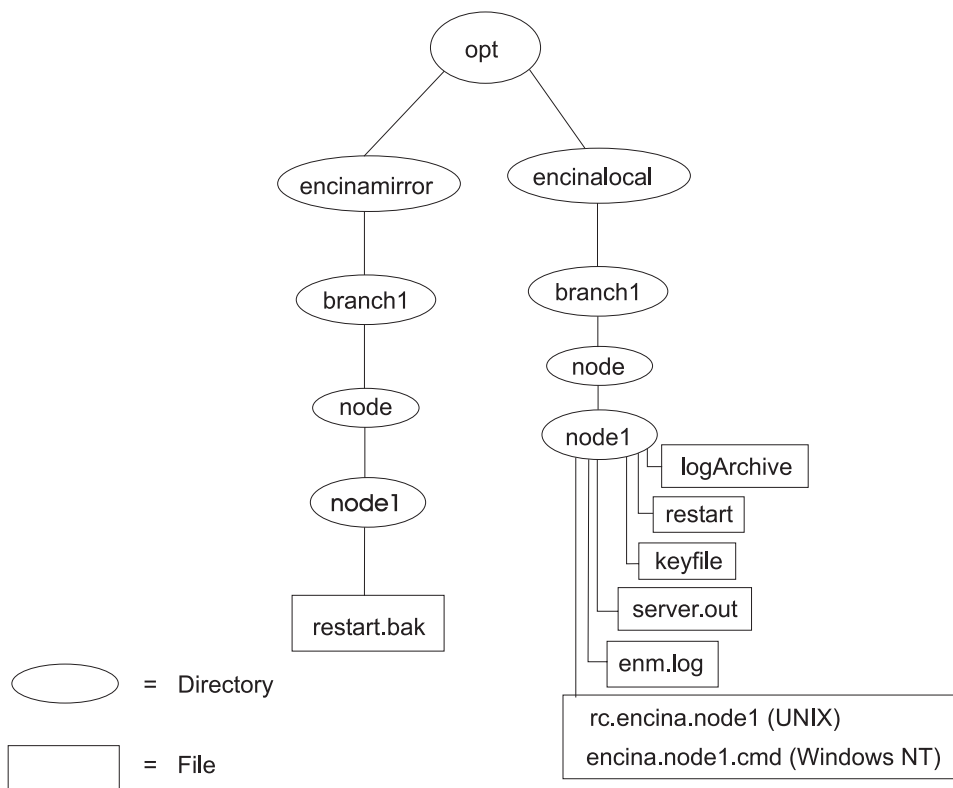 opt
encinamirror
encinalocal
branch1
branch1
node
node
node1
node1
logArchive
restart
keyfile
server.out
restart.bak
enm.log
rc.encina.node1 (UNIX)
encina.node1.cmd (Windows NT)
= Directory
= File